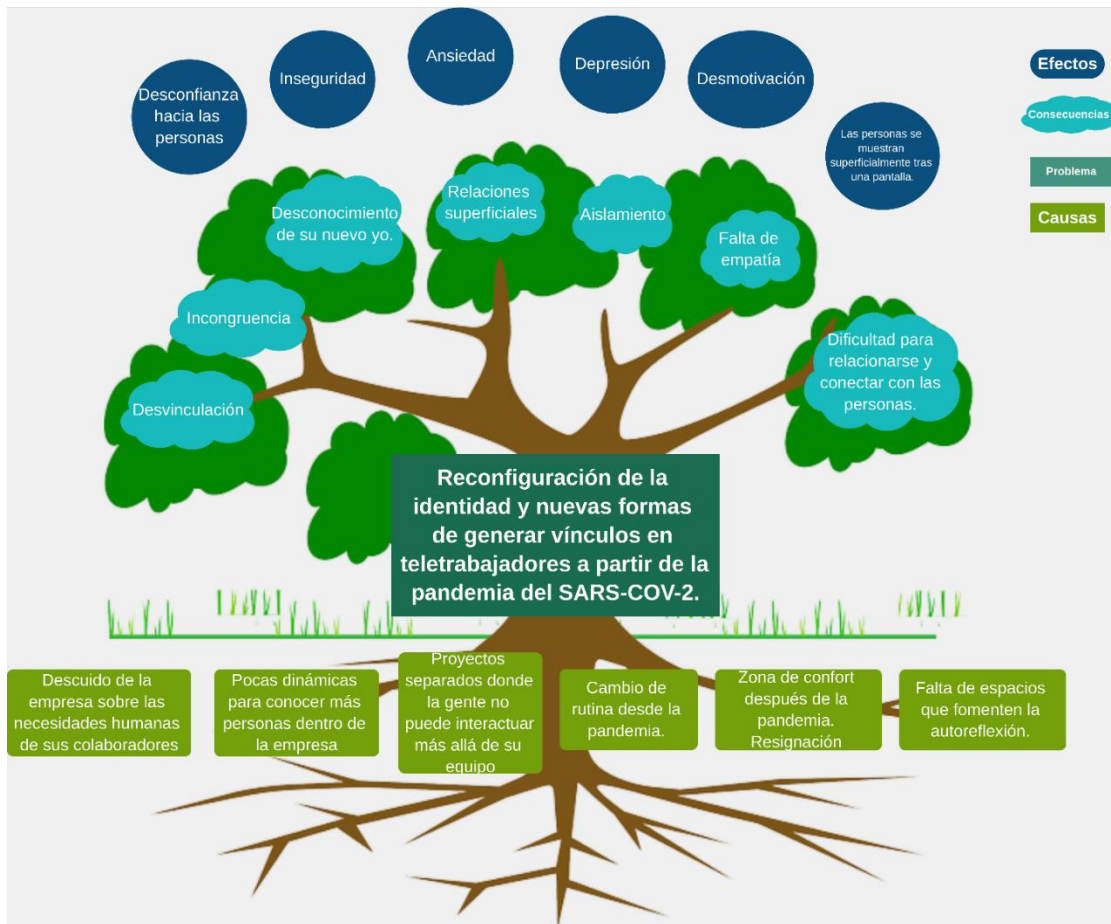 Desconfianza
hacia las
personas
Inseguridad
Ansiedad
Depresión
Desmotivación
Las personas se
muestran
superficialmente tras
una pantalla.
Efectos
Consecuencias
Problema
Causas
Desconocimiento
de su nuevo yo.
Relaciones
superficiales
Aislamiento
Falta de
empatía
Incongruencia
Desvinculación
Dificultad para
relacionarse y
conectar con las
personas.
Reconfiguración de la
identidad y nuevas formas
de generar vínculos en
teletrabajadores a partir de la
pandemia del SARS-COV-2.
Descuido de la
empresa sobre las
necesidades humanas
de sus colaboradores
Pocas dinámicas
para conocer más
personas dentro de
la empresa
Proyectos
separados donde
la gente no
puede interactuar
más allá de su
equipo
Cambio de
rutina desde la
pandemia.
Zona de confort
después de la
pandemia.
Resignación
Falta de espacios
que fomenten la
autoreflexión.